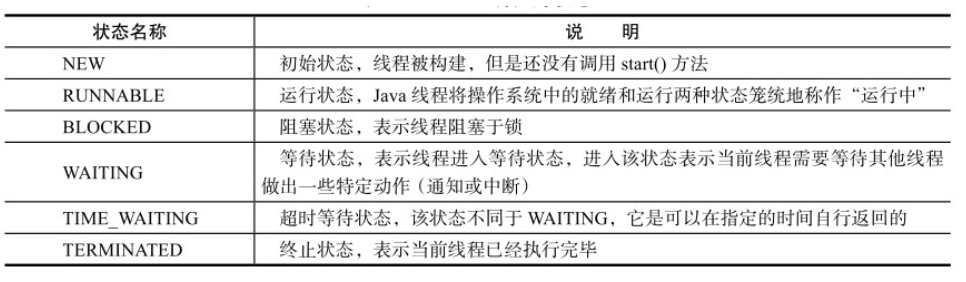 状态名称 说 明
NEW 初始状态，线程被构建，但是还没有调用 start() 方法
RUNNABLE 运行状态，Java 线程将操作系统中的就绪和运行两种状态笼统地称作“运行中”
BLOCKED 阻塞状态，表示线程阻塞于锁
WAITING 等待状态，表示线程进入等待状态，进入该状态表示当前线程需要等待其他线程
做出一些特定动作（通知或中断）
TIME_WAITING 超时等待状态，该状态不同于 WAITING，它是可以在指定的时间自行返回的
TERMINATED 终止状态，表示当前线程已经执行完毕